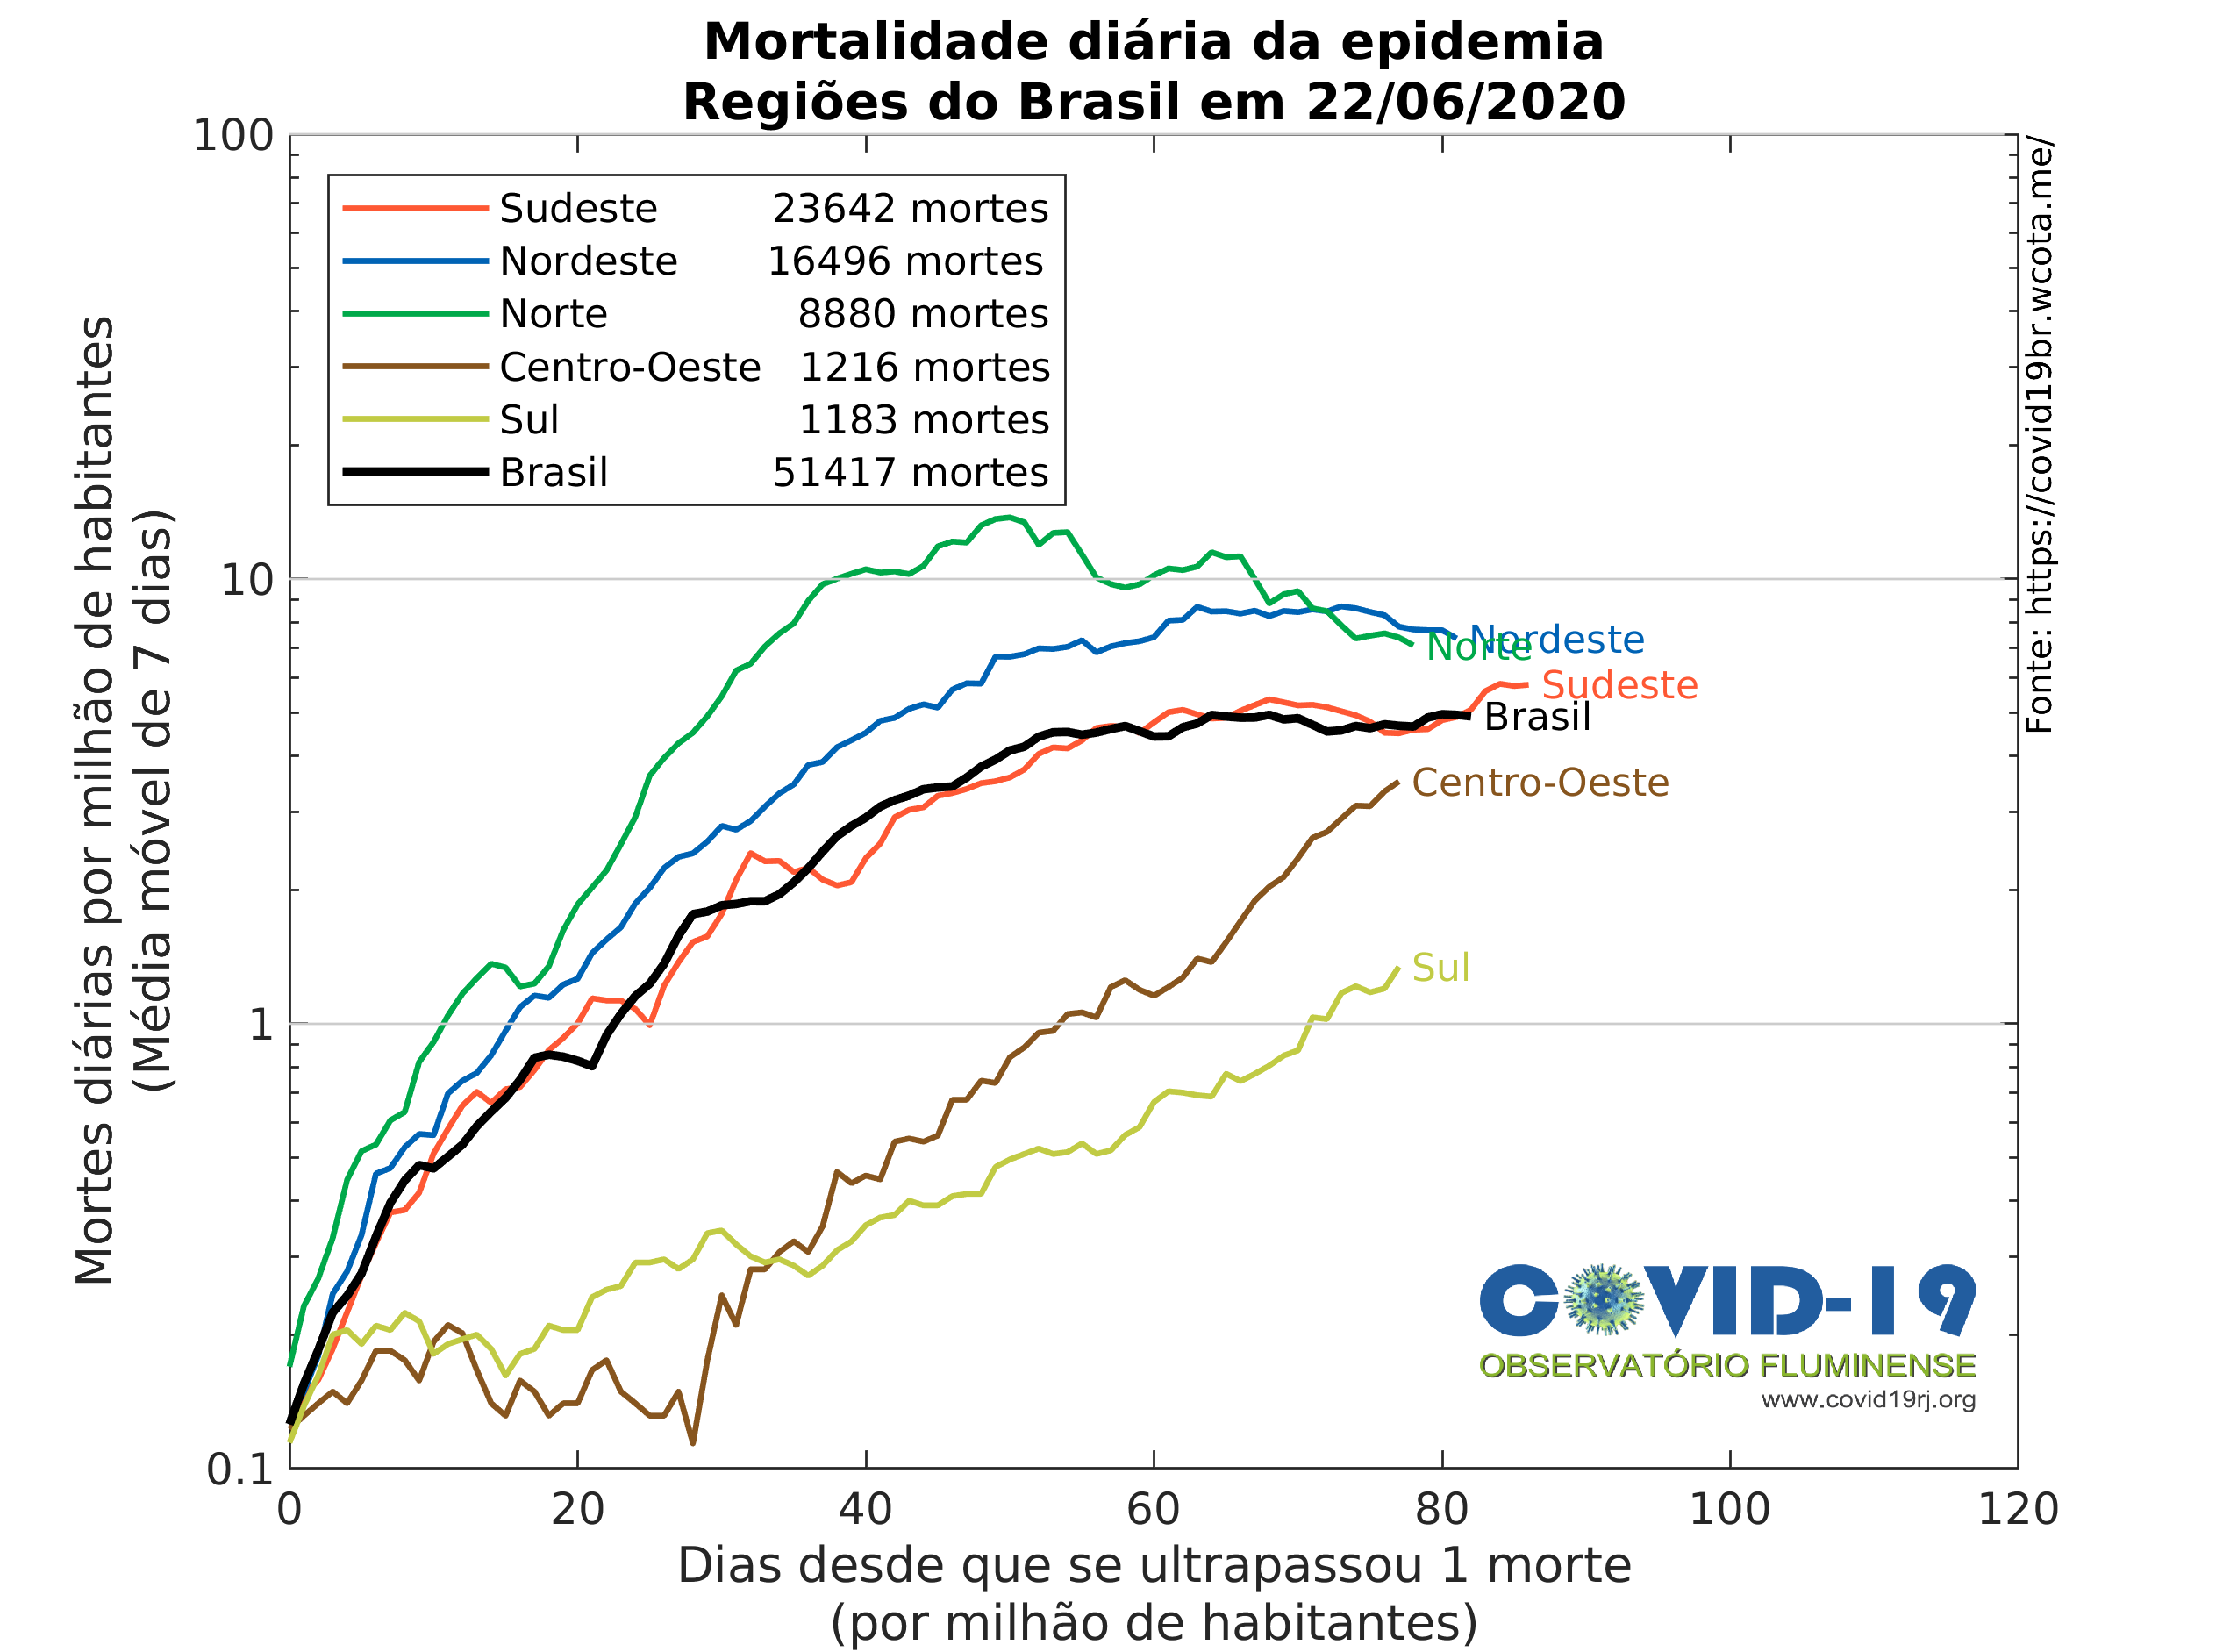 Mortalidade diária da epidemia
Regiões do Brasil em 22/06/2020
Mortes diárias por milhão de habitantes
(Média móvel de 7 dias)
100
10
1
0.1
Sudeste 23642 mortes
Nordeste 16496 mortes
Norte 8880 mortes
Centro-Oeste 1216 mortes
Sul 1183 mortes
Brasil 51417 mortes
Nordeste
Norte
Sudeste
Brasil
Centro-Oeste
Sul
Fonte: https://covid19br.wcota.me/
COVID-19
OBSERVATÓRIO FLUMINENSE
www.covid19rj.org
0 20 40 60 80 100 120
Dias desde que se ultrapassou 1 morte
(por milhão de habitantes)